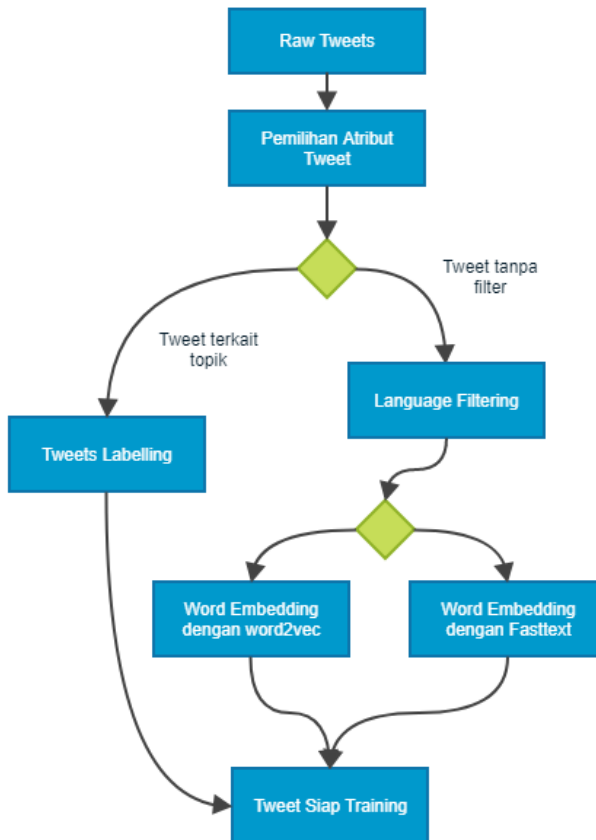 Raw Tweets
Pemilihan Atribut
Tweet
Tweet tanpa
filter
Tweet terkait
topik
Language Filtering
Tweets Labelling
Word Embedding
dengan word2vec
Word Embedding
dengan Fasttext
Tweet Siap Training